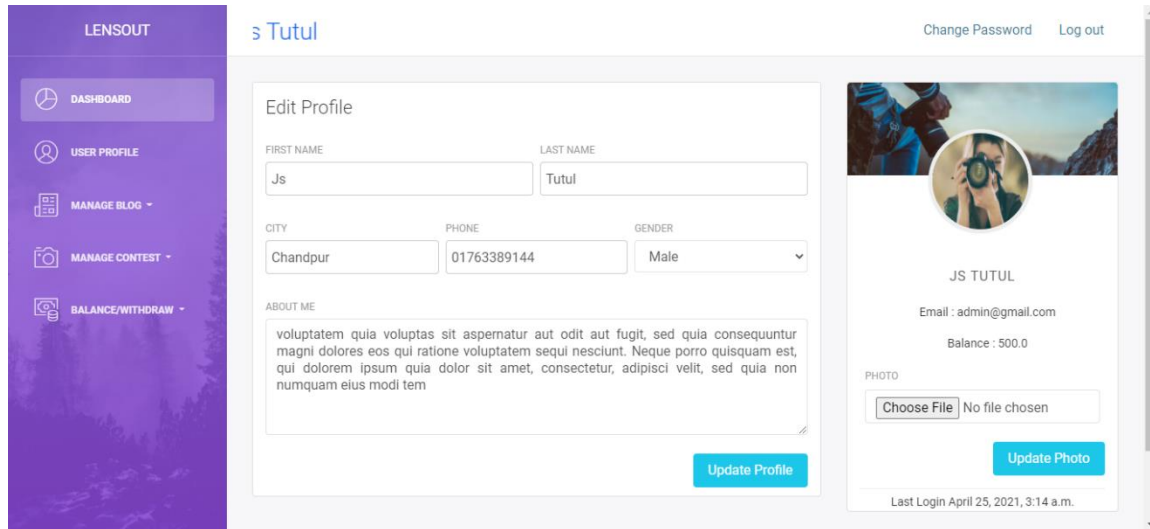 LENSOUT
s Tutul
Change Password Log out
DASHBOARD
USER PROFILE
MANAGE BLOG
MANAGE CONTEST
BALANCE/WITHDRAW
Edit Profile
FIRST NAME LAST NAME
Js Tutul
CITY PHONE GENDER
Chandpur 01763389144 Male
ABOUT ME
voluptatem quia voluptas sit aspernatur aut odit aut fugit, sed quia consequuntur
magni dolores eos qui ratione voluptatem sequi nesciunt. Neque porro quisquam est,
qui dolorem ipsum quia dolor sit amet, consectetur, adipisci velit, sed quia non
numquam eius modi tem
Update Profile
JS TUTUL
Email : admin@gmail.com
Balance : 500.0
PHOTO
Choose File No file chosen
Update Photo
Last Login April 25, 2021, 3:14 a.m.